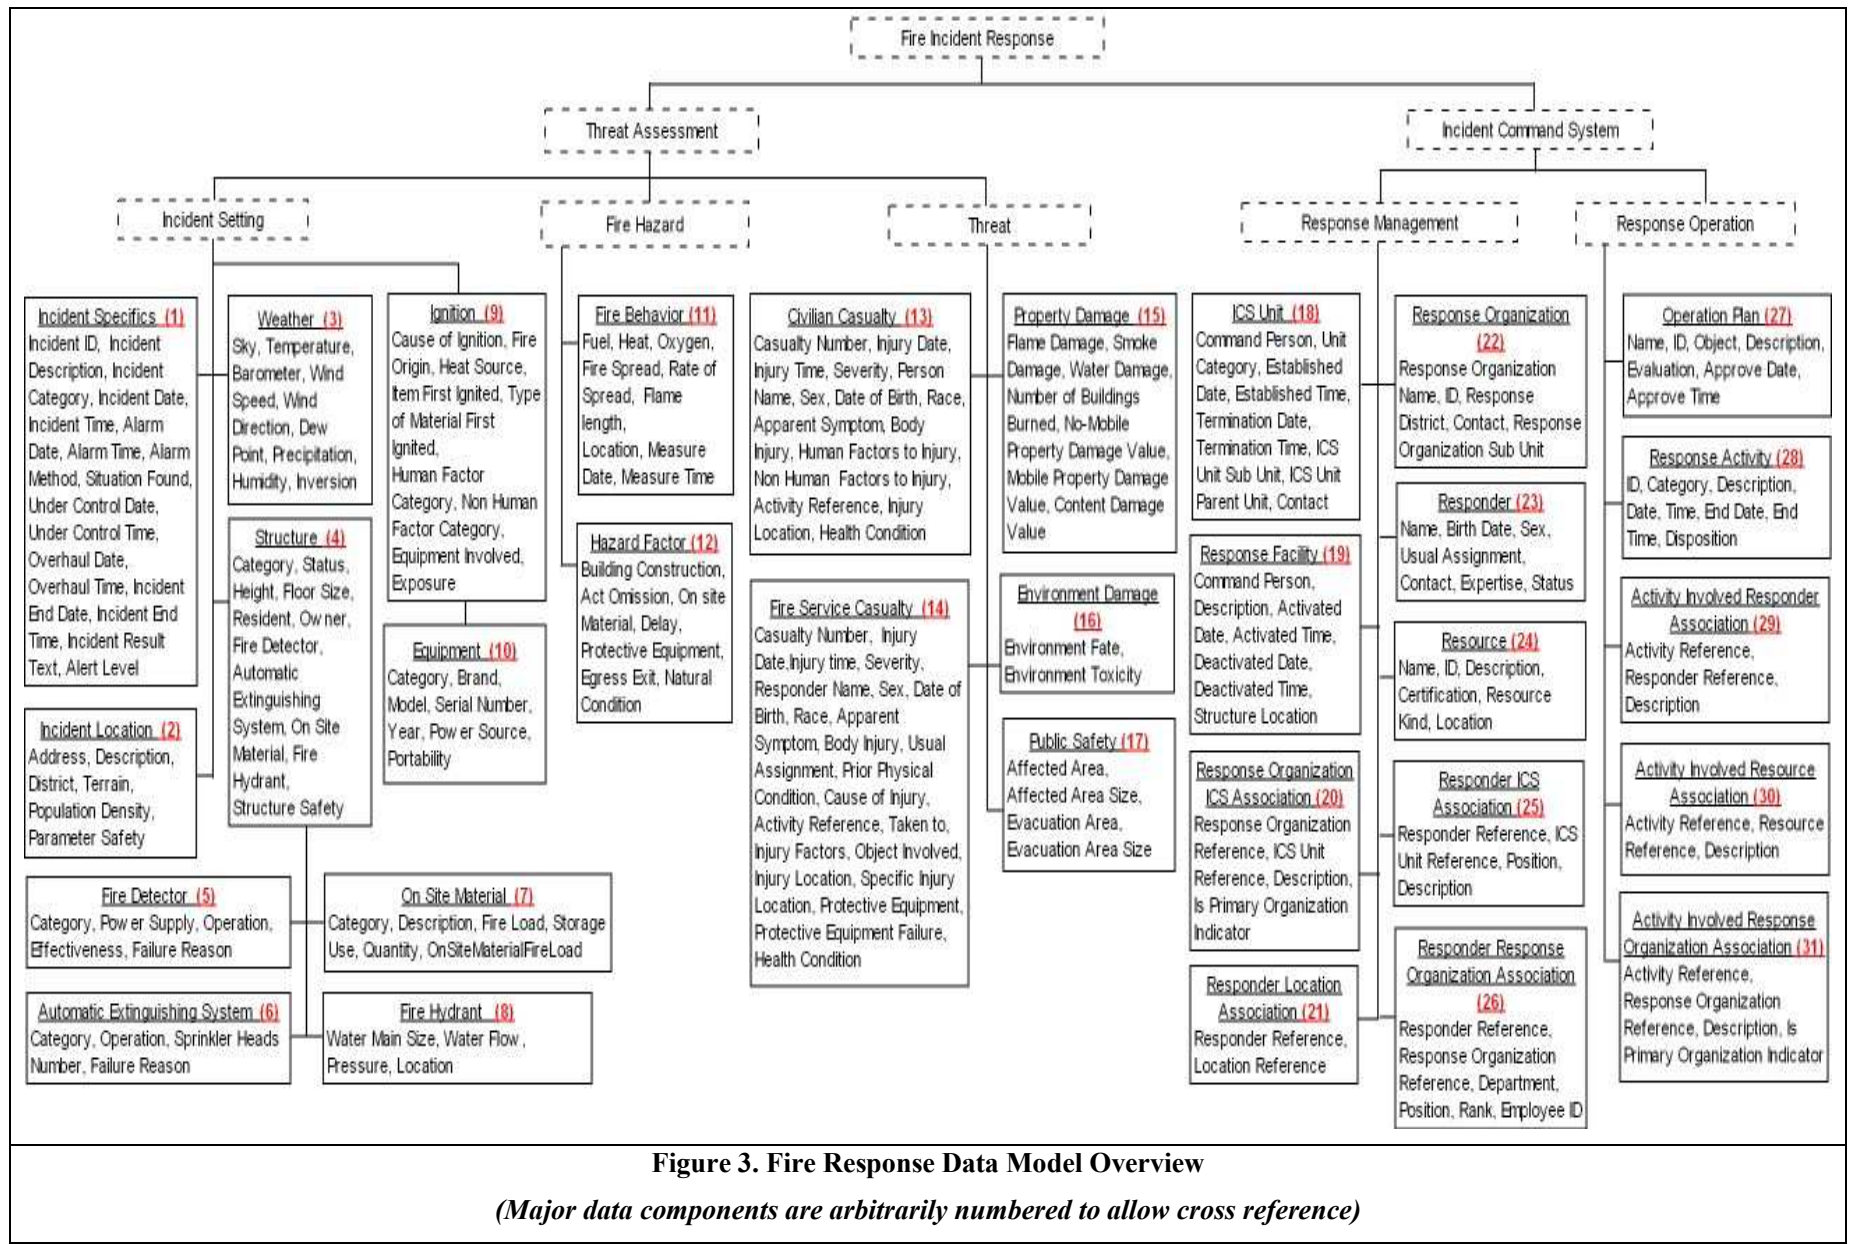 Fire Incident Response
Threat Assessment
Incident Command System
Incident Setting
Fire Hazard
Threat
Response Management
Response Operation
Incident Specifics (1)
Incident ID, Incident
Description, Incident
Category, Incident Date,
Incident Time, Alarm
Date, Alarm Time, Alarm
Method, Situation Found,
Under Control Date,
Under Control Time,
Overhaul Date,
Overhaul Time, Incident
End Date, Incident End
Time, Incident Result
Text, Alert Level
Incident Location (2)
Address, Description,
District, Terrain,
Population Density,
Parameter Safety
Weather (3)
Sky, Temperature,
Barometer, Wind
Speed, Wind
Direction, Dew
Point, Precipitation,
Humidity, Inversion
Structure (4)
Category, Status,
Height, Floor Size,
Resident, Owner,
Fire Detector,
Automatic
Extinguishing
System, On Site
Material, Fire
Hydrant,
Structure Safety
Fire Detector (5)
Category, Power Supply, Operation,
Effectiveness, Failure Reason
Automatic Extinguishing System (6)
Category, Operation, Sprinkler Heads
Number, Failure Reason
On Site Material (7)
Category, Description, Fire Load, Storage
Use, Quantity, OnSiteMaterialFireLoad
Fire Hydrant (8)
Water Main Size, Water Flow,
Pressure, Location
Ignition (9)
Cause of Ignition, Fire
Origin, Heat Source,
Item First Ignited, Type
of Material First
Ignited,
Human Factor
Category, Non Human
Factor Category,
Equipment Involved,
Exposure
Equipment (10)
Category, Brand,
Model, Serial Number,
Year, Power Source,
Portability
Fire Behavior (11)
Fuel, Heat, Oxygen,
Fire Spread, Rate of
Spread, Flame
length,
Location, Measure
Date, Measure Time
Hazard Factor (12)
Building Construction,
Act Omission, On site
Material, Delay,
Protective Equipment,
Egress Exit, Natural
Condition
Civilian Casualty (13)
Casualty Number, Injury Date,
Injury Time, Severity, Person
Name, Sex, Date of Birth, Race,
Apparent Symptom, Body
Injury, Human Factors to Injury,
Non Human Factors to Injury,
Activity Reference, Injury
Location, Health Condition
Fire Service Casualty (14)
Casualty Number, Injury
Date,Injury time, Severity,
Responder Name, Sex, Date of
Birth, Race, Apparent
Symptom, Body Injury, Usual
Assignment, Prior Physical
Condition, Cause of Injury,
Activity Reference, Taken to,
Injury Factors, Object Involved,
Injury Location, Specific Injury
Location, Protective Equipment,
Protective Equipment Failure,
Health Condition
Property Damage (15)
Flame Damage, Smoke
Damage, Water Damage,
Number of Buildings
Burned, No-Mobile
Property Damage Value,
Mobile Property Damage
Value, Content Damage
Value
Environment Damage
(16)
Environment Fate,
Environment Toxicity
Public Safety (17)
Affected Area,
Affected Area Size,
Evacuation Area,
Evacuation Area Size
ICS Unit (18)
Command Person, Unit
Category, Established
Date, Established Time,
Termination Date,
Termination Time, ICS
Unit Sub Unit, ICS Unit
Parent Unit, Contact
Response Facility (19)
Command Person,
Description, Activated
Date, Activated Time,
Deactivated Date,
Deactivated Time,
Structure Location
Response Organization
ICS Association (20)
Response Organization
Reference, ICS Unit
Reference, Description,
Is Primary Organization
Indicator
Responder Location
Association (21)
Responder Reference,
Location Reference
Response Organization
(22)
Response Organization
Name, ID, Response
District, Contact, Response
Organization Sub Unit
Responder (23)
Name, Birth Date, Sex,
Usual Assignment,
Contact, Expertise, Status
Resource (24)
Name, ID, Description,
Certification, Resource
Kind, Location
Responder ICS
Association (25)
Responder Reference, ICS
Unit Reference, Position,
Description
Responder Response
Organization Association
(26)
Responder Reference,
Response Organization
Reference, Department,
Position, Rank, Employee ID
Operation Plan (27)
Name, ID, Object, Description,
Evaluation, Approve Date,
Approve Time
Response Activity (28)
ID, Category, Description,
Date, Time, End Date, End
Time, Disposition
Activity Involved Responder
Association (29)
Activity Reference,
Responder Reference,
Description
Activity Involved Resource
Association (30)
Activity Reference, Resource
Reference, Description
Activity Involved Response
Organization Association (31)
Activity Reference,
Response Organization
Reference, Description, Is
Primary Organization Indicator
Figure 3. Fire Response Data Model Overview
(Major data components are arbitrarily numbered to allow cross reference)